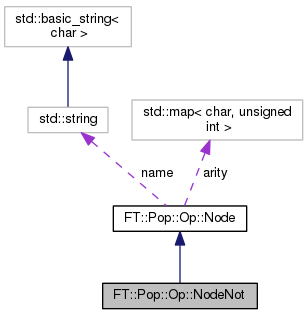 std::basic_string<
char >
std::string
std::map< char, unsigned
int >
name
arity
FT::Pop::Op::Node
FT::Pop::Op::NodeNot